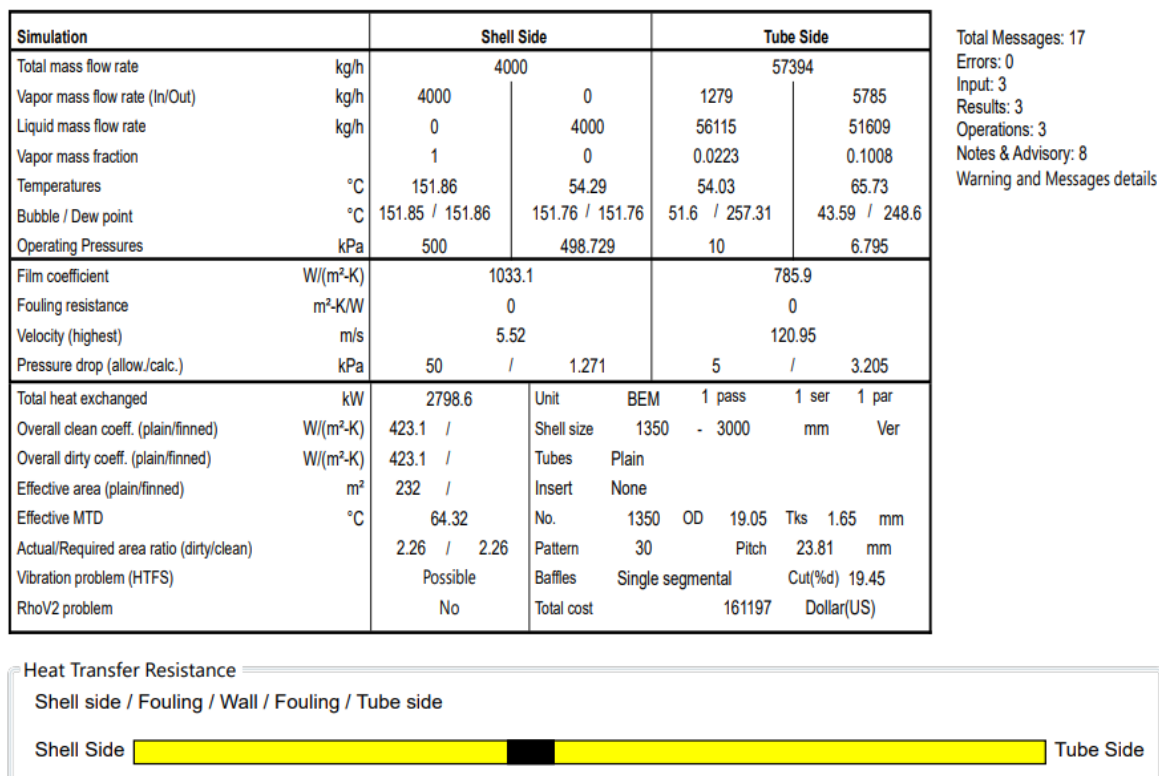 Simulation Shell Side Tube Side
Total mass flow rate kg/h 4000 57394
Vapor mass flow rate (In/Out) kg/h 4000 0 1279 5785
Liquid mass flow rate kg/h 0 4000 56115 51609
Vapor mass fraction 1 0 0.0223 0.1008
Temperatures °C 151.86 54.29 54.03 65.73
Bubble / Dew point °C 151.85 / 151.86 151.76 / 151.76 51.6 / 257.31 43.59 / 248.6
Operating Pressures kPa 500 498.729 10 6.795
Film coefficient W/(m²-K) 1033.1 785.9
Fouling resistance m²-K/W 0 0
Velocity (highest) m/s 5.52 120.95
Pressure drop (allow./calc.) kPa 50 / 1.271 5 / 3.205
Total heat exchanged kW 2798.6 Unit BEM 1 pass 1 ser 1 par
Overall clean coeff. (plain/finned) W/(m²-K) 423.1 / Shell size 1350 - 3000 mm Ver
Overall dirty coeff. (plain/finned) W/(m²-K) 423.1 / Tubes Plain
Effective area (plain/finned) m² 232 / Insert None
Effective MTD °C 64.32 No. 1350 OD 19.05 Tks 1.65 mm
Actual/Required area ratio (dirty/clean) 2.26 / 2.26 Pattern 30 Pitch 23.81 mm
Vibration problem (HTFS) Possible Baffles Single segmental Cut(%d) 19.45
RhoV2 problem No Total cost 161197 Dollar(US)
Total Messages: 17
Errors: 0
Input: 3
Results: 3
Operations: 3
Notes & Advisory: 8
Warning and Messages details
Heat Transfer Resistance
Shell side / Fouling / Wall / Fouling / Tube side
Shell Side Tube Side